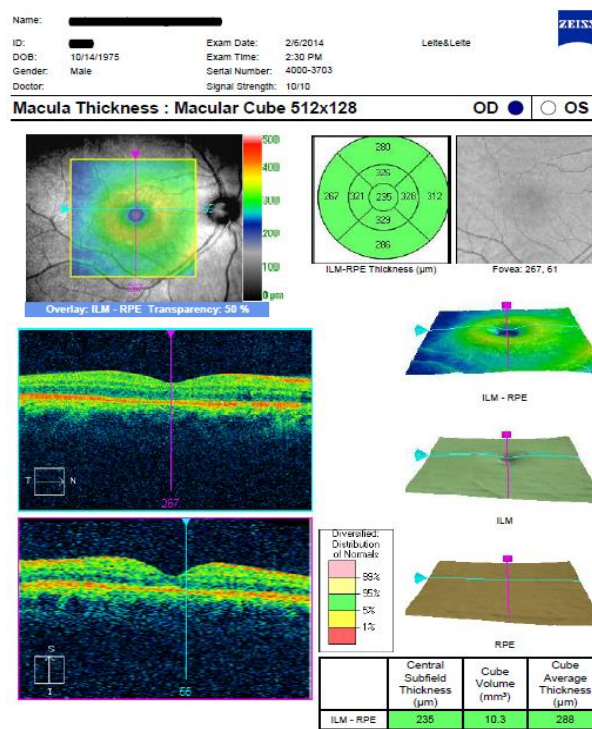 Name:
ZEISS
ID:
Exam Date: 2/6/2014
Leite&Leite
DOB: 10/14/1975
Exam Time: 2:30 PM
Gender: Male
Serial Number: 4000-3703
Doctor:
Signal Strength: 10/10
Macula Thickness : Macular Cube 512x128
OD OS
500
400
300
200
100
0 µm
267
Overlay: ILM - RPE Transparency: 50 %
280
326
267 321 235 328 312
329
286
ILM-RPE Thickness (µm)
Fovea: 267, 61
ILM - RPE
T N
267
ILM
Diversified:
Distribution
of Normals
99%
95%
5%
1%
RPE
S
I
55
Central Subfield Thickness (µm)
Cube Volume (mm³)
Cube Average Thickness (µm)
ILM - RPE 235 10.3 288